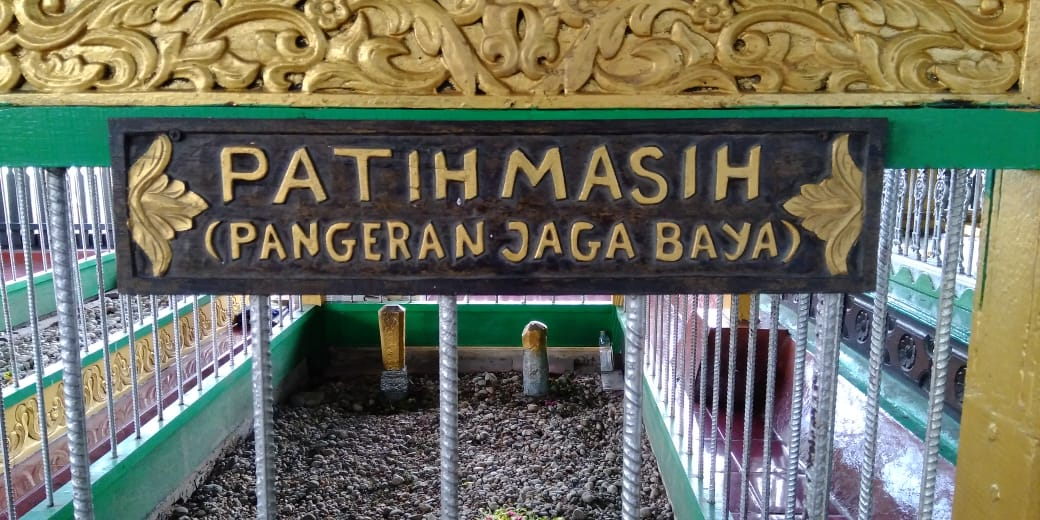 PATIH MASIH
(PANGERAN JAGA BAYA)